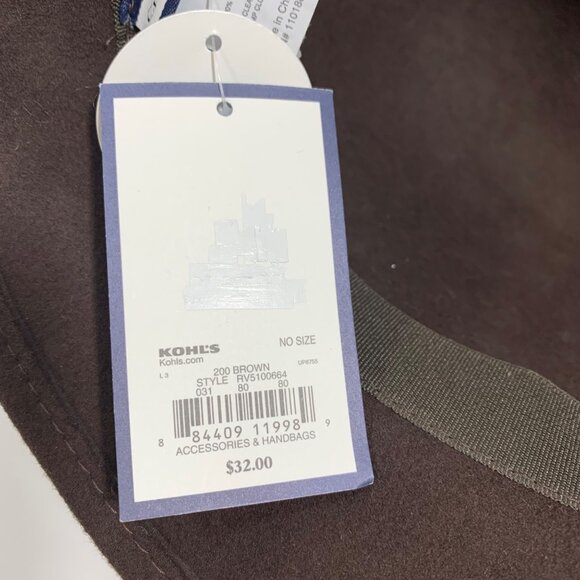 KOHL'S
Kohls.com
NO SIZE
L 3
200 BROWN
UP8755
STYLE RV5100664
031 80 80
8 84409 11998 9
ACCESSORIES & HANDBAGS
$32.00